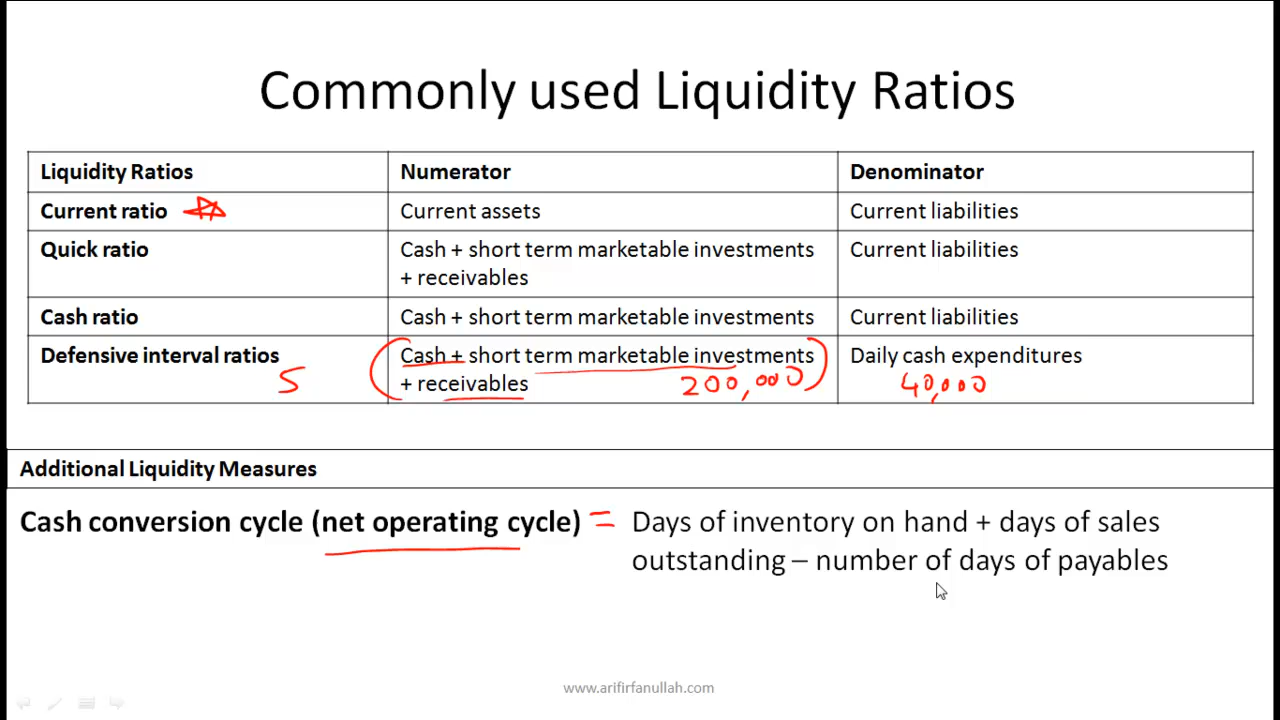 Commonly used Liquidity Ratios
Liquidity Ratios Numerator Denominator
Current ratio Current assets Current liabilities
Quick ratio Cash + short term marketable investments Current liabilities
+ receivables
Cash ratio Cash + short term marketable investments Current liabilities
Defensive interval ratios Cash + short term marketable investments Daily cash expenditures
5 + receivables 200,000 40,000
Additional Liquidity Measures
Cash conversion cycle (net operating cycle) = Days of inventory on hand + days of sales
outstanding – number of days of payables
www.arifirfanullah.com